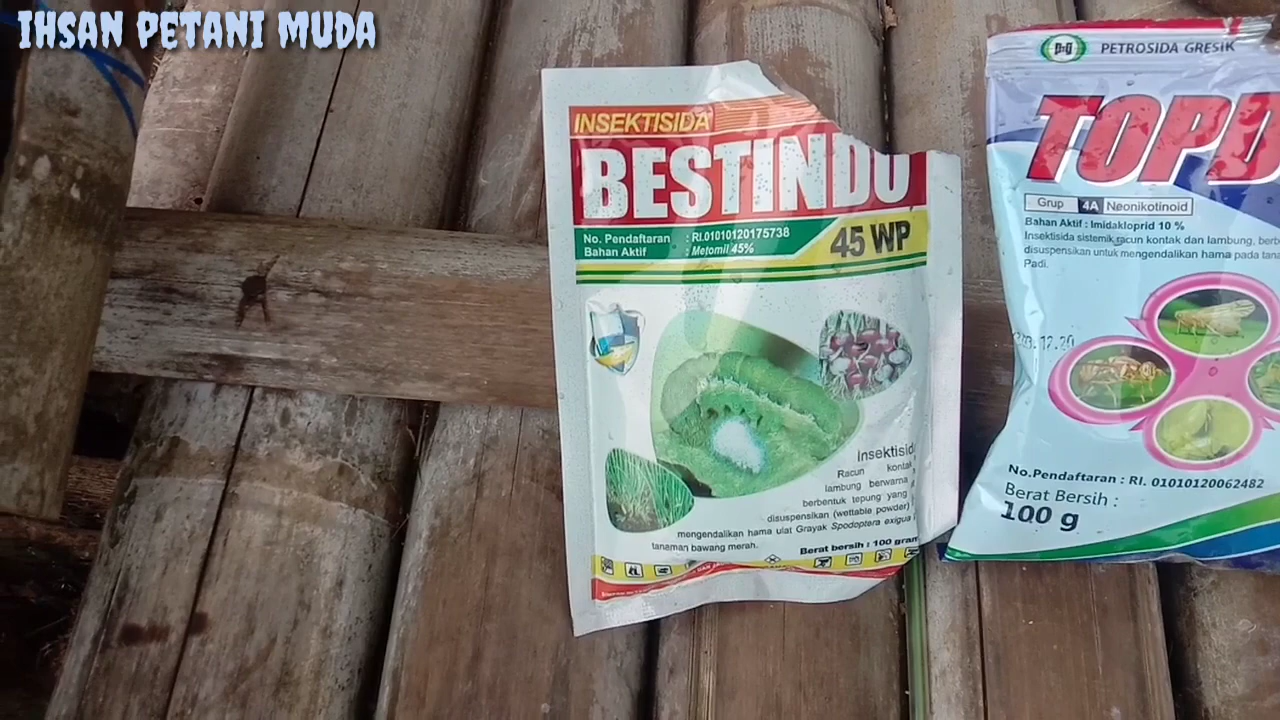 IHSAN PETANI MUDA
INSEKTISIDA
BESTINDO
No. Pendaftaran : RI.01010120175738
Bahan Aktif : Metomil 45%
45 WP
Insektisid
Racun kontak
lambung berwarna
berbentuk tepung yang
disuspensikan (wettable powder)
mengendalikan hama ulat Grayak Spodoptera exigua
tanaman bawang merah.
Berat bersih : 100 gram
PETROSIDA GRESIK
TOPD
Grup 4A Neonikotinoid
Bahan Aktif : Imidakloprid 10 %
Insektisida sistemik racun kontak dan lambung, berb
disuspensikan untuk mengendalikan hama pada tana
Padi.
12.20
No.Pendaftaran : RI. 01010120062482
Berat Bersih :
100 g